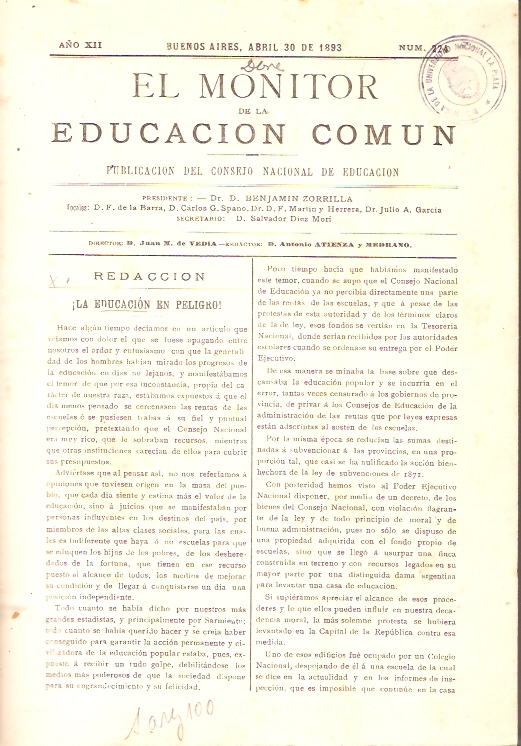 AÑO XII
BUENOS AIRES, ABRIL 30 DE 1893
NUM. 224
EL MONITOR
DE LA
EDUCACION COMUN
PUBLICACION DEL CONSEJO NACIONAL DE EDUCACIÓN
PRESIDENTE: — Dr. D. BENJAMIN ZORRILLA
Vocales: D. F. de la Barra, D. Cárlos G. Spano, Dr. D. F. Martin y Herrera, Dr. Julio A. García
SECRETARIO: D. Salvador Diez Mori
DIRECTOR: D. Juan M. de VEDIA—REDACTOR: D. Antonio ATIENZA y MEDRANO.
REDACCION
¡LA EDUCACIÓN EN PELIGRO!
Hace algún tiempo deciamos en un artículo que
veiamos con dolor el que se fuese apagando entre
nosotros el ardor y entusiasmo con que la generali-
dad de los hombres habían mirado los progresos de
la educación en dias no lejanos, y manifestábamos
el temor de que por esa inconstancia, propia del ca-
rácter de nuestra raza, estábamos expuestos á que el
dia menos pensado se cercenasen las rentas de las
escuelas ó se pusiesen trabas á su fiel y puntual
percepción, pretextando que el Consejo Nacional
era muy rico, que le sobraban recursos, mientras
que otras instituciones carecian de ellos para cubrir
sus presupuestos.
Adviértase que al pensar así, no nos referiamos á
opiniones que tuviesen origen en la masa del pue-
blo, que cada día siente y estima más el valor de la
educación, sino á juicios que se manifestaban por
personas influyentes en los destinos del país, por
miembros de las altas clases sociales, para las cua-
les es indiferente que haya ó no escuelas para que
se eduquen los hijos de los pobres, de los deshere-
dados de la fortuna, que tienen en ese recurso
puesto al alcance de todos, los medios de mejorar
su condición y de llegar á conquistarse un dia una
posición independiente.
Todo cuanto se había dicho por nuestros más
grandes estadistas, y principalmente por Sarmiento;
todo cuanto se había querido hacer y se creia haber
conseguido para garantir la acción permanente y ci-
vilizadora de la educación popular estaba, pues, ex-
puesto á recibir un rudo golpe, debilitándose los
medios más poderosos de que la sociedad dispone
para su engrandecimiento y su felicidad.
Poco tiempo hacia que habíamos manifestado
este temor, cuando se supo que el Consejo Nacional
de Educación ya no percibía directamente una parte
de las rentas de las escuelas, y que á pesar de las
protestas de esta autoridad y de los términos claros
de la de ley, esos fondos se vertían en la Tesorería
Nacional, donde serían recibidos por las autoridades
escolares cuando se ordenase su entrega por el Poder
Ejecutivo.
De esa manera se minaba la base sobre que des-
cansaba la educación popular y se incurría en el
error, tantas veces censurado á los gobiernos de pro-
vincia, de privar á los Consejos de Educación de la
administración de las rentas que por leyes expresas
están adscriptas al sosten de las escuelas.
Por la misma época se reducían las sumas desti-
nadas á subvencionar á las provincias, en una pro-
porción tal, que casi se ha nulificado la acción bien-
hechora de la ley de subvenciones de 1871.
Con posteridad hemos visto al Poder Ejecutivo
Nacional disponer, por medio de un decreto, de los
bienes del Consejo Nacional, con violación flagran-
te de la ley y de todo principio de moral y de
buena administración, pues no sólo se dispuso de
una propiedad adquirida con el fondo propio de
escuelas, sino que se llegó á usurpar una finca
construida en terreno y con recursos legados en su
mayor parte por una distinguida dama argentina
para levantar una casa de educación.
Si supiéramos apreciar el alcance de esos proce-
deres y lo que ellos pueden influir en nuestra deca-
dencia moral, la más solemne protesta se hubiera
levantado en la Capital de la República contra esa
medida.
Uno de esos edificios fué ocupado por un Colegio
Nacional, despojando de él á una escuela de la cual
se dice en la actualidad y en los informes de ins-
pección, que es imposible que continúe en la casa
100